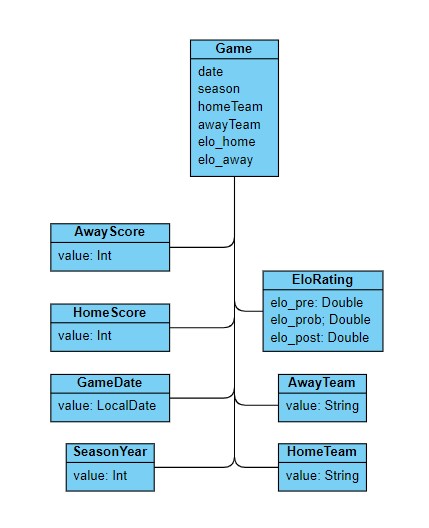 Game
date
season
homeTeam
awayTeam
elo_home
elo_away
AwayScore
value: Int
EloRating
elo_pre: Double
elo_prob; Double
elo_post: Double
HomeScore
value: Int
GameDate
value: LocalDate
AwayTeam
value: String
SeasonYear
value: Int
HomeTeam
value: String